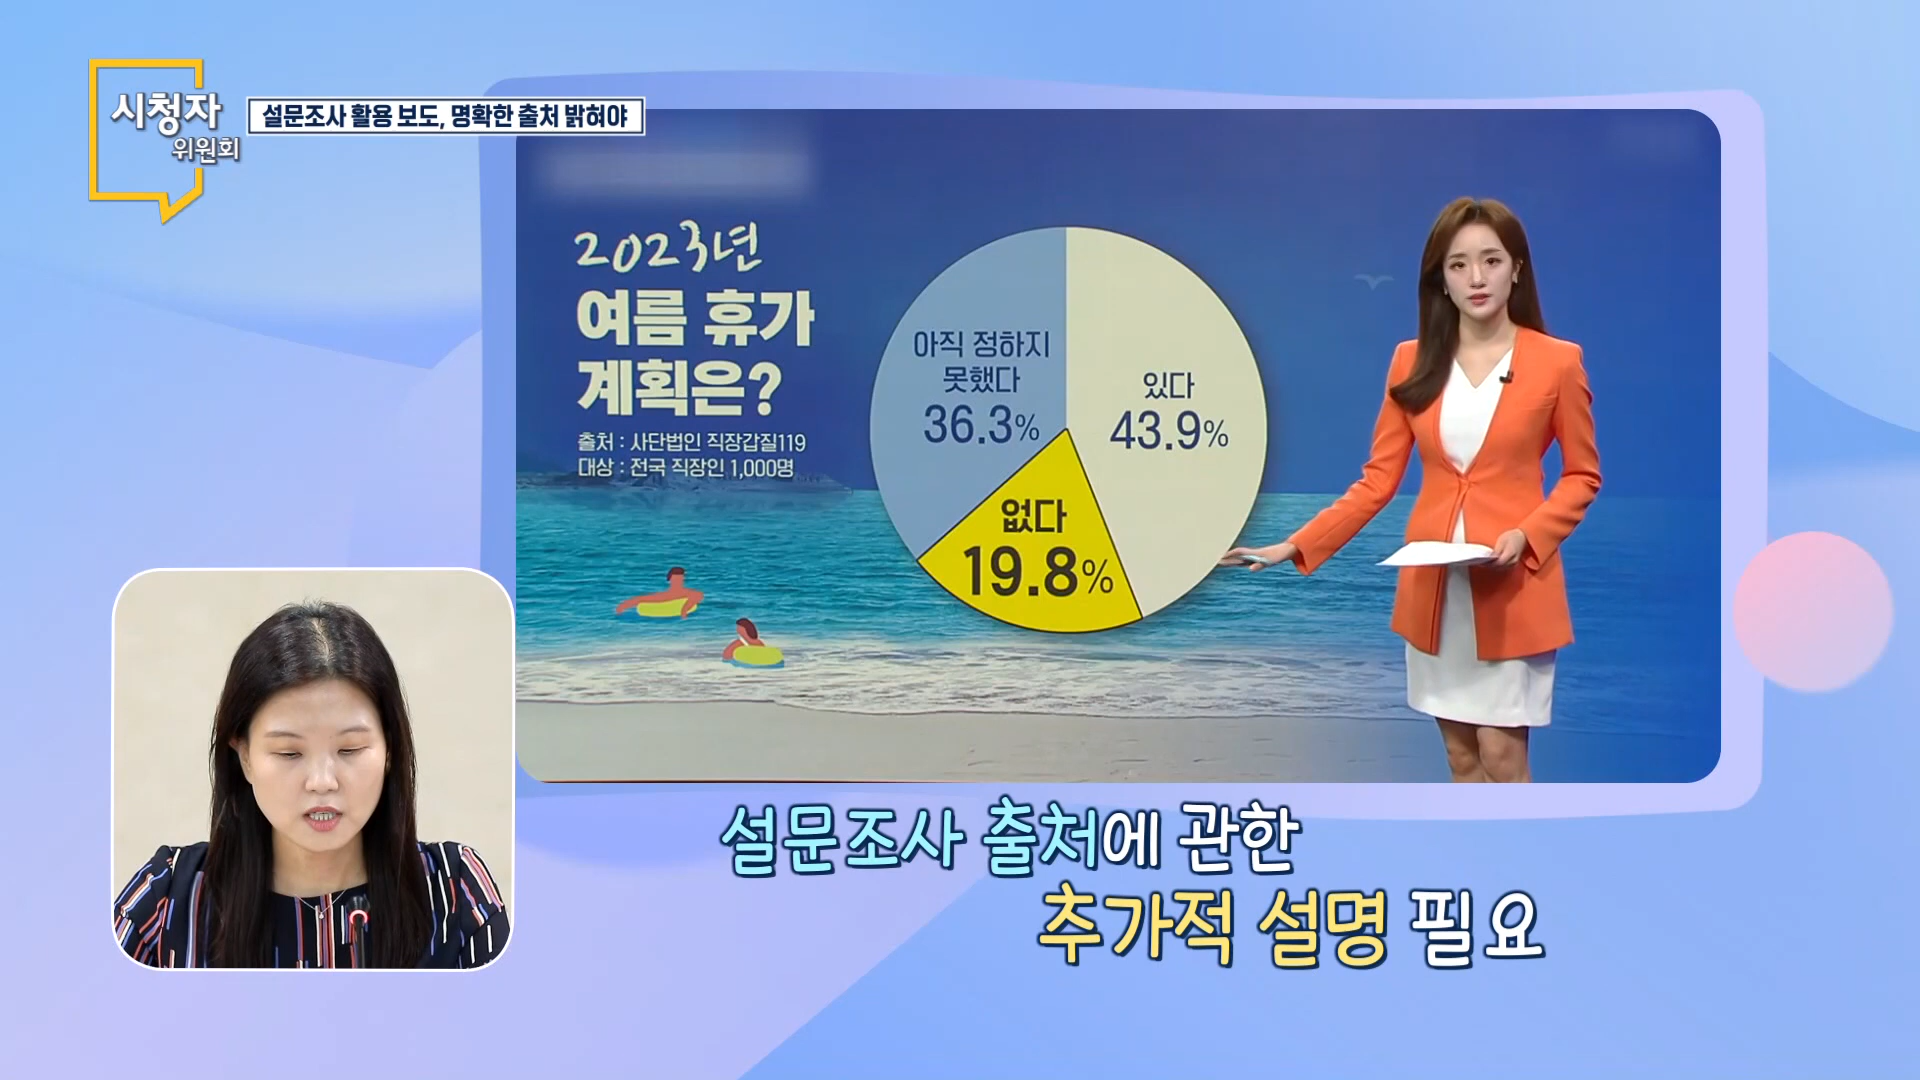 시청자
위원회
설문조사 활용 보도, 명확한 출처 밝혀야
2023년
여름 휴가
계획은?
출처 : 사단법인 직장갑질119
대상 : 전국 직장인 1,000명
아직 정하지
못했다
36.3%
있다
43.9%
없다
19.8%
설문조사 출처에 관한
추가적 설명 필요